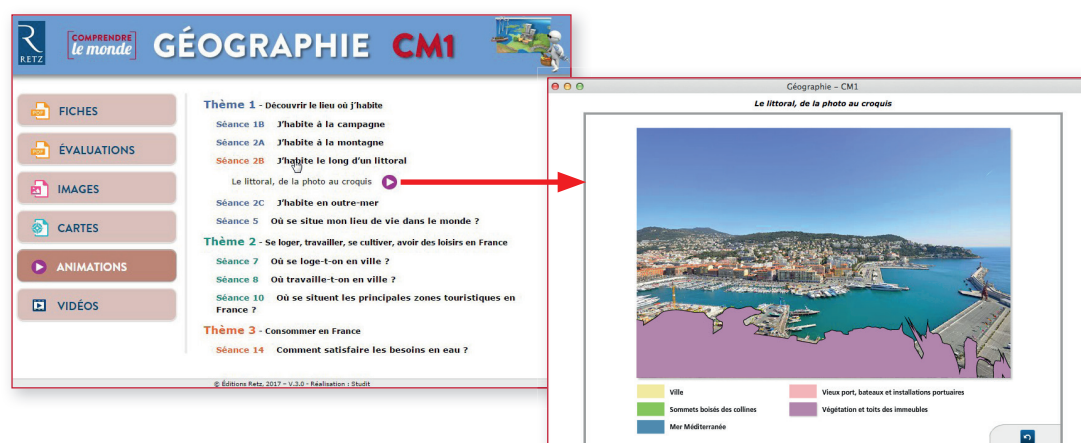 RETZ
COMPRENDRE
le monde
GÉOGRAPHIE CM1
FICHES
ÉVALUATIONS
IMAGES
CARTES
ANIMATIONS
VIDÉOS
Thème 1 - Découvrir le lieu où j'habite
Séance 1B J'habite à la campagne
Séance 2A J'habite à la montagne
Séance 2B J'habite le long d'un littoral
Le littoral, de la photo au croquis
Séance 2C J'habite en outre-mer
Séance 5 Où se situe mon lieu de vie dans le monde ?
Thème 2 - Se loger, travailler, se cultiver, avoir des loisirs en France
Séance 7 Où se loge-t-on en ville ?
Séance 8 Où travaille-t-on en ville ?
Séance 10 Où se situent les principales zones touristiques en
France ?
Thème 3 - Consommer en France
Séance 14 Comment satisfaire les besoins en eau ?
© Éditions Retz, 2017 – V.3.0 - Réalisation : Studit
Géographie – CM1
Le littoral, de la photo au croquis
Ville
Sommets boisés des collines
Mer Méditerranée
Vieux port, bateaux et installations portuaires
Végétation et toits des immeubles